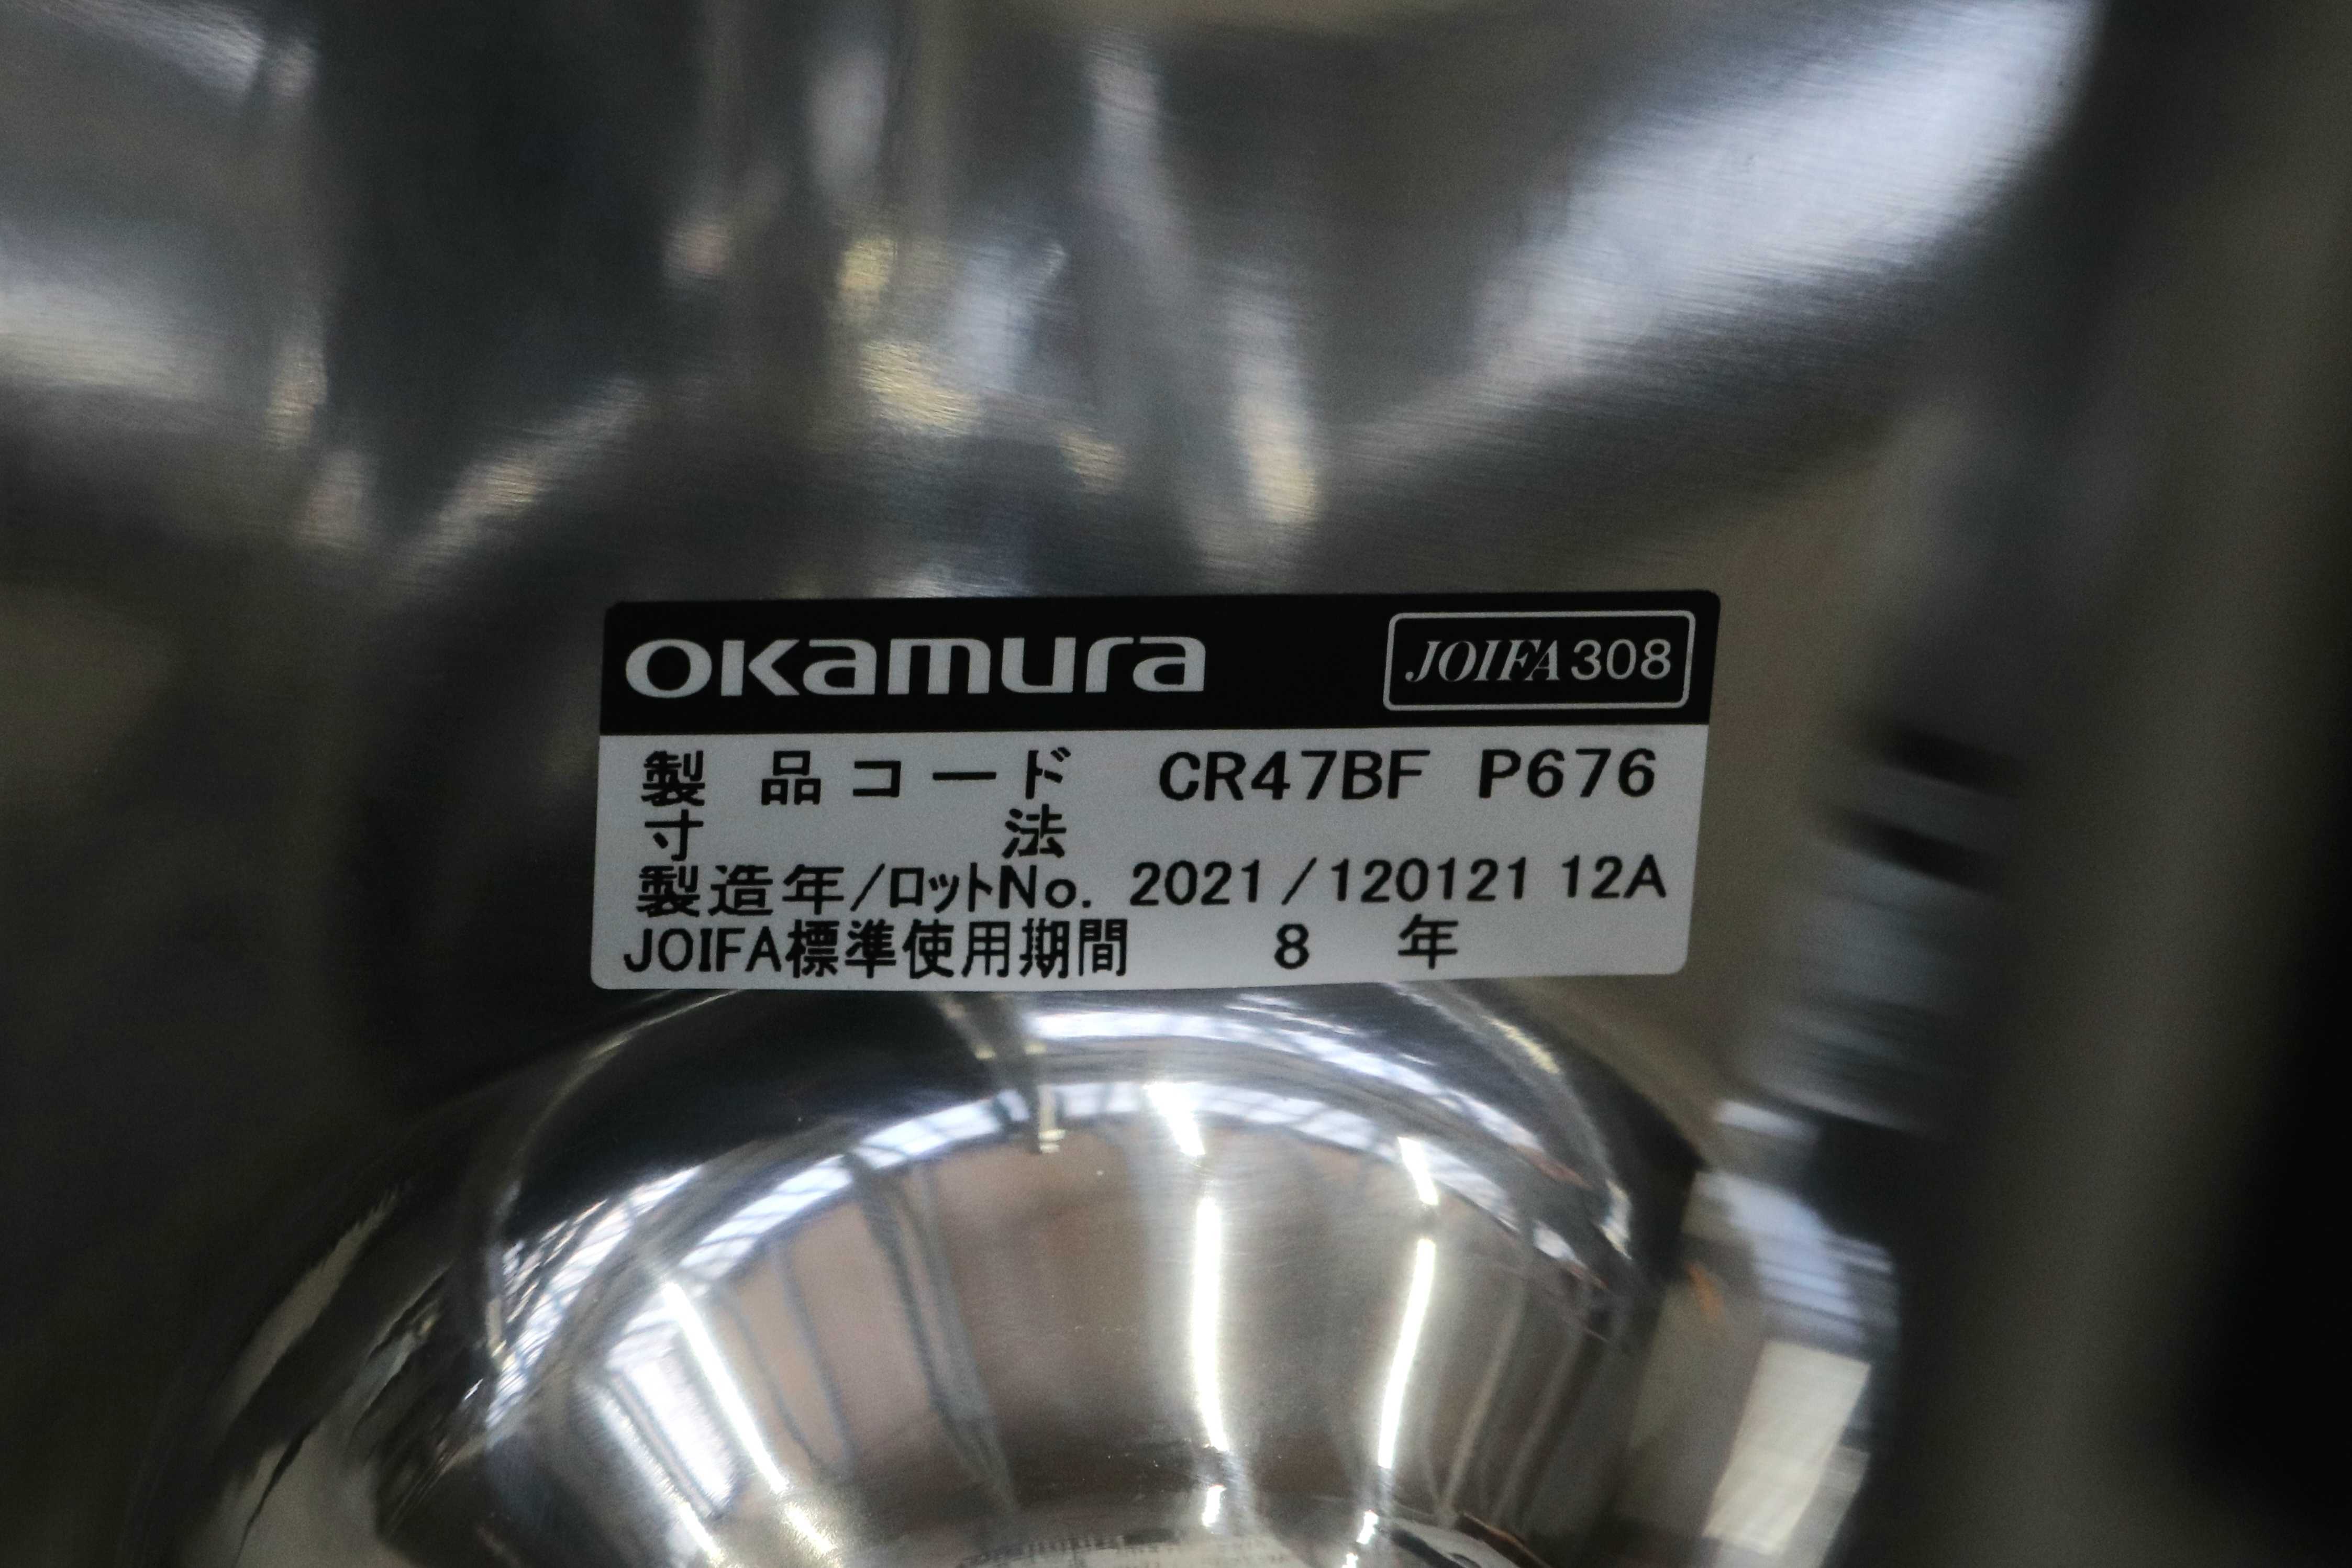 okamura JOIFA308
製品コード CR47BF P676
寸法
製造年/ロットNo. 2021/120121 12A
JOIFA標準使用期間 8 年